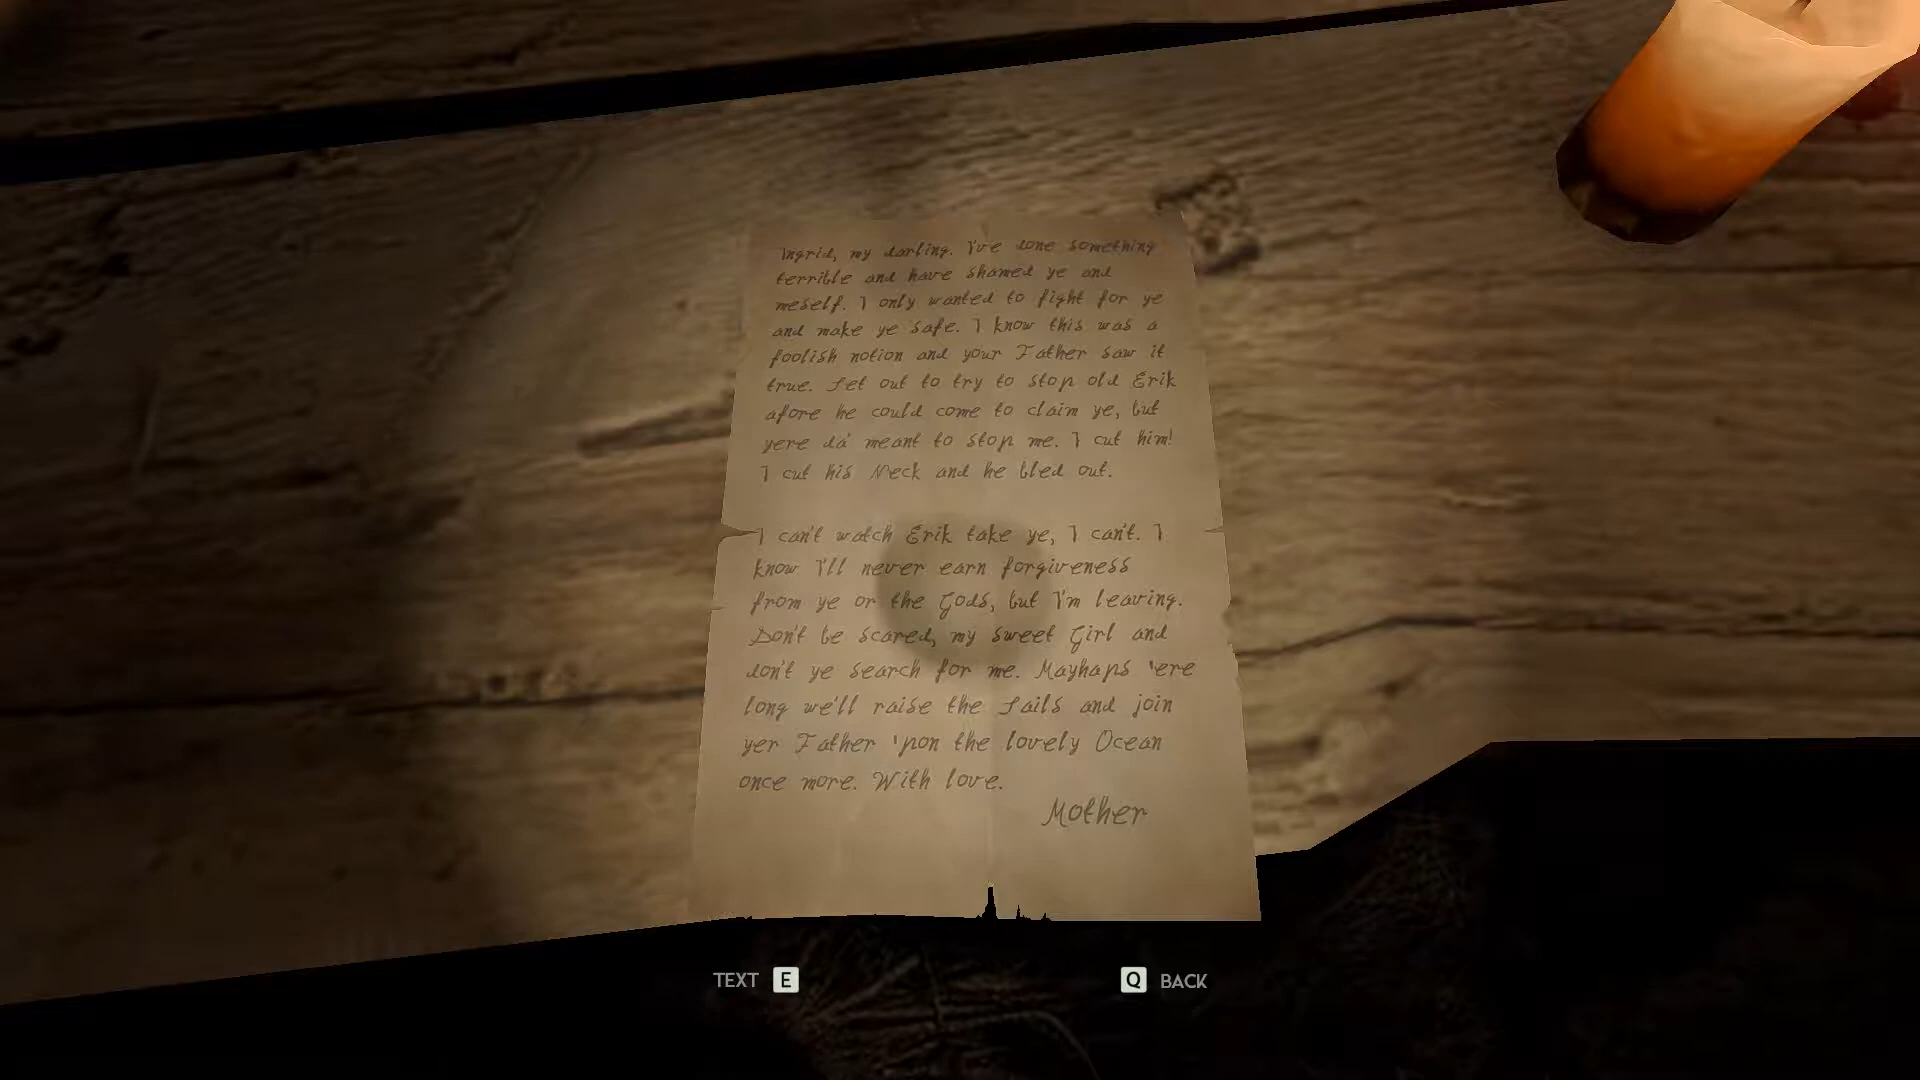 Ingrid, my darling. I've done something
terrible and have shamed ye and
meself. I only wanted to fight for ye
and make ye safe. I know this was a
foolish notion and your Father saw it
true. Set out to try to stop old Erik
afore he could come to claim ye, but
yere da' meant to stop me. I cut him!
I cut his Neck and he bled out.
I can't watch Erik take ye, I can't. I
know I'll never earn forgiveness
from ye or the Gods, but I'm leaving.
Don't be scared, my sweet Girl and
don't ye search for me. Mayhaps 'ere
long we'll raise the Sails and join
yer Father 'pon the lovely Ocean
once more. With love.
Mother
TEXT E
Q BACK